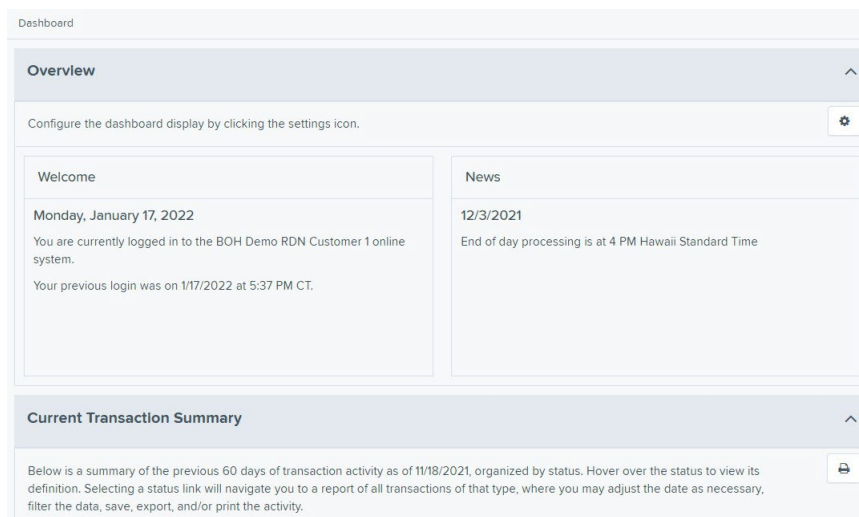 Dashboard
Overview
Configure the dashboard display by clicking the settings icon.
Welcome
Monday, January 17, 2022
You are currently logged in to the BOH Demo RDN Customer 1 online
system.
Your previous login was on 1/17/2022 at 5:37 PM CT.
News
12/3/2021
End of day processing is at 4 PM Hawaii Standard Time
Current Transaction Summary
Below is a summary of the previous 60 days of transaction activity as of 11/18/2021, organized by status. Hover over the status to view its
definition. Selecting a status link will navigate you to a report of all transactions of that type, where you may adjust the date as necessary,
filter the data, save, export, and/or print the activity.